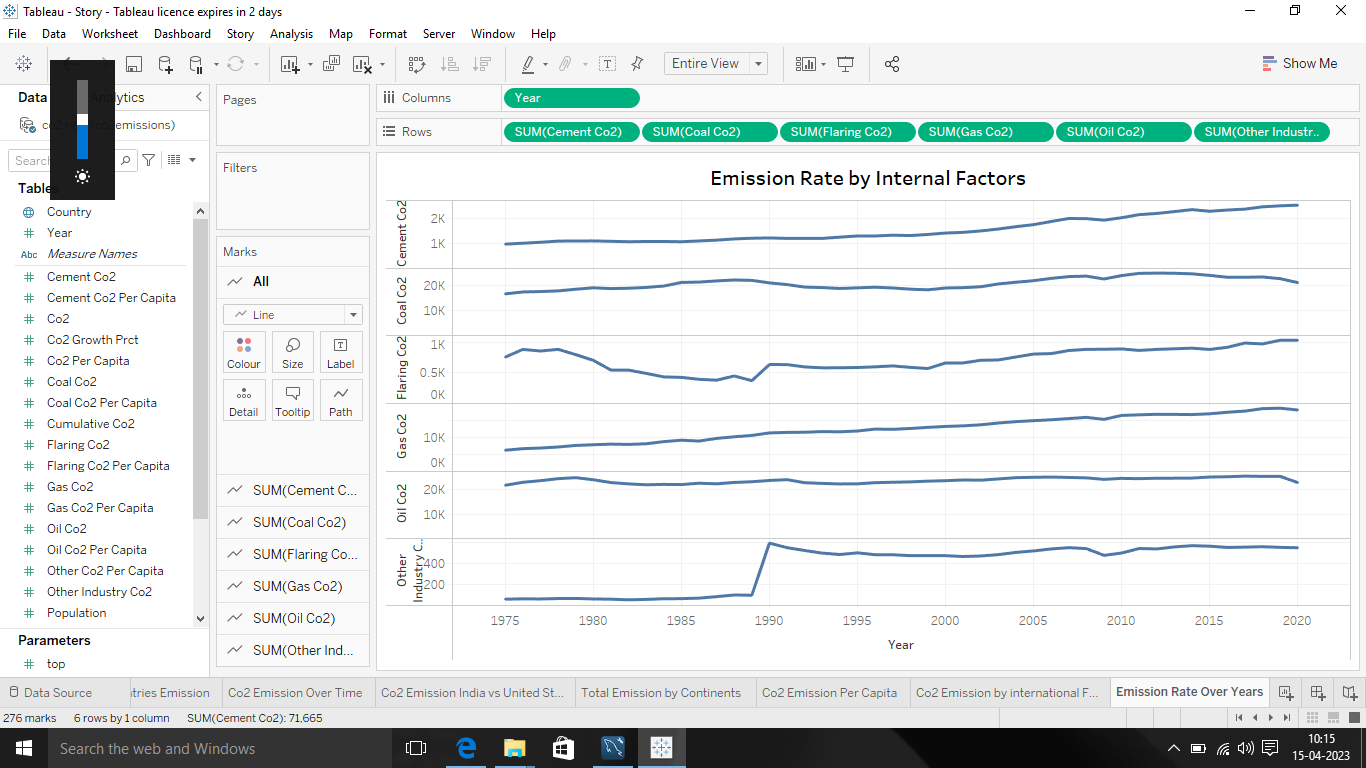 Tableau - Story - Tableau licence expires in 2 days
File Data Worksheet Dashboard Story Analysis Map Format Server Window Help
Entire View
Show Me
Data Analytics
co2 emissions)
Search
Tables
Country
Year
Abc Measure Names
Cement Co2
Cement Co2 Per Capita
Co2
Co2 Growth Prct
Co2 Per Capita
Coal Co2
Coal Co2 Per Capita
Cumulative Co2
Flaring Co2
Flaring Co2 Per Capita
Gas Co2
Gas Co2 Per Capita
Oil Co2
Oil Co2 Per Capita
Other Co2 Per Capita
Other Industry Co2
Population
Parameters
top
Pages
Filters
Marks
All
Line
Colour Size Label
Detail Tooltip Path
SUM(Cement C...
SUM(Coal Co2)
SUM(Flaring Co...
SUM(Gas Co2)
SUM(Oil Co2)
SUM(Other Ind...
Columns Year
Rows SUM(Cement Co2) SUM(Coal Co2) SUM(Flaring Co2) SUM(Gas Co2) SUM(Oil Co2) SUM(Other Industr..
Emission Rate by Internal Factors
Cement Co2
2K
1K
Coal Co2
20K
10K
Flaring Co2
1K
0.5K
0K
Gas Co2
10K
0K
Oil Co2
20K
10K
Other
Industry C..
400
200
1975 1980 1985 1990 1995 2000 2005 2010 2015 2020
Year
Data Source tries Emission Co2 Emission Over Time Co2 Emission India vs United St... Total Emission by Continents Co2 Emission Per Capita Co2 Emission by international F... Emission Rate Over Years
276 marks 6 rows by 1 column SUM(Cement Co2): 71.665
Search the web and Windows
10:15
15-04-2023